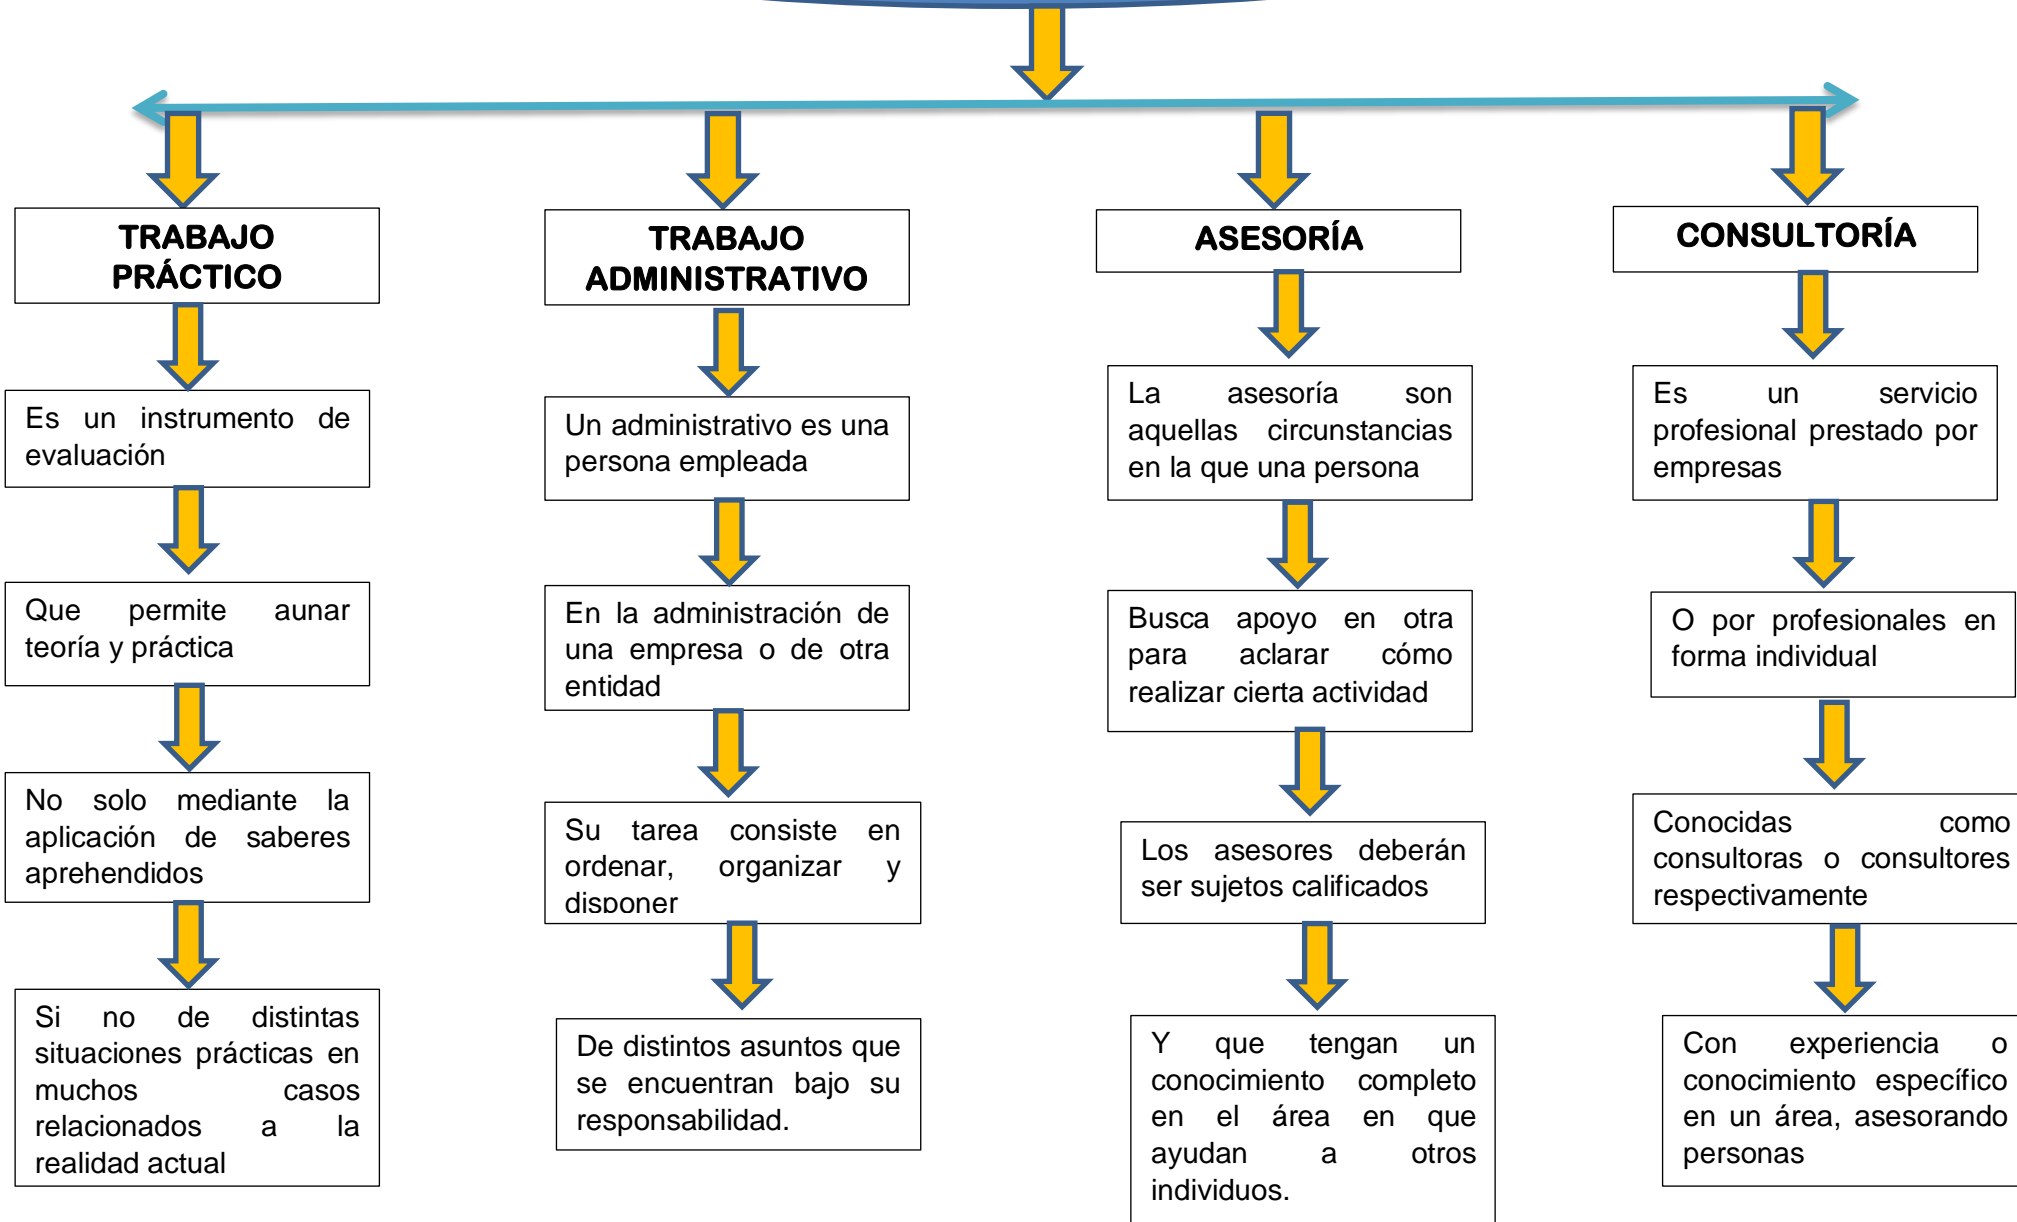 TRABAJO
PRÁCTICO
Es un instrumento de
evaluación
Que permite aunar
teoría y práctica
No solo mediante la
aplicación de saberes
aprehendidos
Si no de distintas
situaciones prácticas en
muchos casos
relacionados a la
realidad actual
TRABAJO
ADMINISTRATIVO
Un administrativo es una
persona empleada
En la administración de
una empresa o de otra
entidad
Su tarea consiste en
ordenar, organizar y
disponer
De distintos asuntos que
se encuentran bajo su
responsabilidad.
ASESORÍA
La asesoría son
aquellas circunstancias
en la que una persona
Busca apoyo en otra
para aclarar cómo
realizar cierta actividad
Los asesores deberán
ser sujetos calificados
Y que tengan un
conocimiento completo
en el área en que
ayudan a otros
individuos.
CONSULTORÍA
Es un servicio
profesional prestado por
empresas
O por profesionales en
forma individual
Conocidas como
consultoras o consultores
respectivamente
Con experiencia o
conocimiento específico
en un área, asesorando
personas